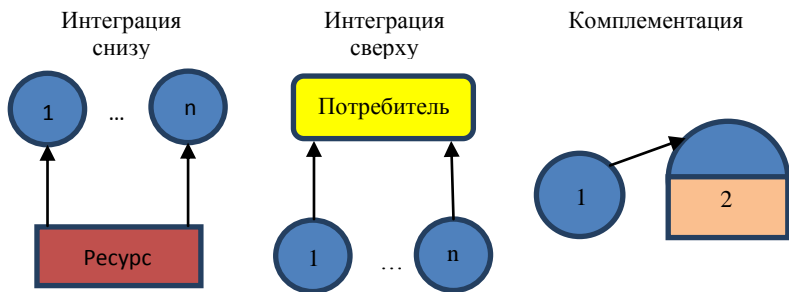 Интеграция
снизу
Интеграция
сверху
Комплементация
1 ... n
Ресурс
Потребитель
1 ... n
1
2